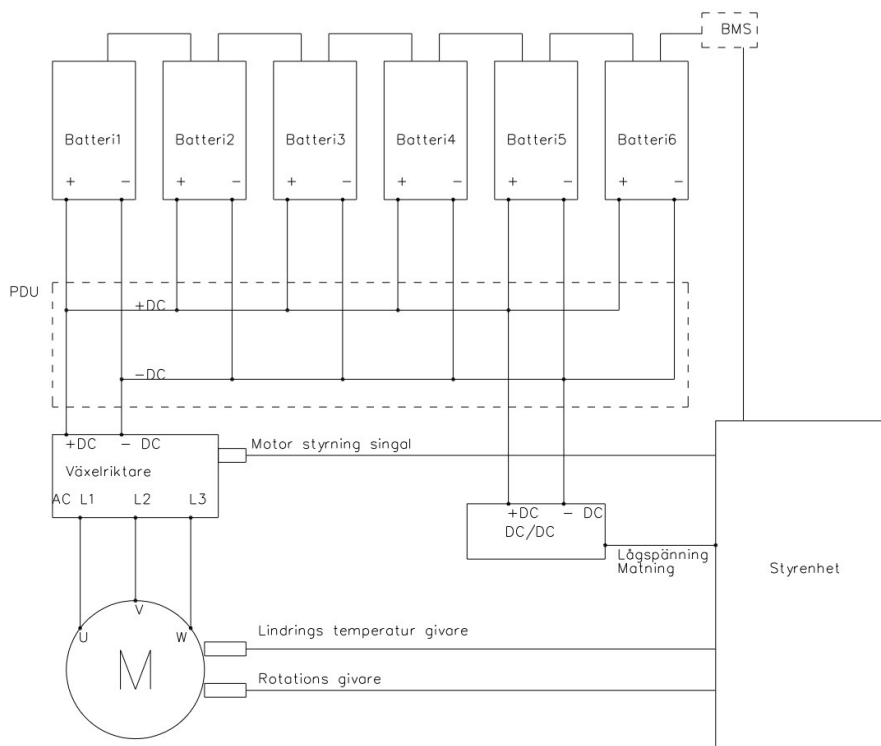 BMS
Batteri1
Batteri2
Batteri3
Batteri4
Batteri5
Batteri6
+ −
+ −
+ −
+ −
+ −
+ −
PDU
+DC
−DC
+DC − DC
Växelriktare
AC L1 L2 L3
Motor styrning singal
+DC − DC
DC/DC
Lågspänning
Matning
Styrenhet
U
V
W
M
Lindrings temperatur givare
Rotations givare